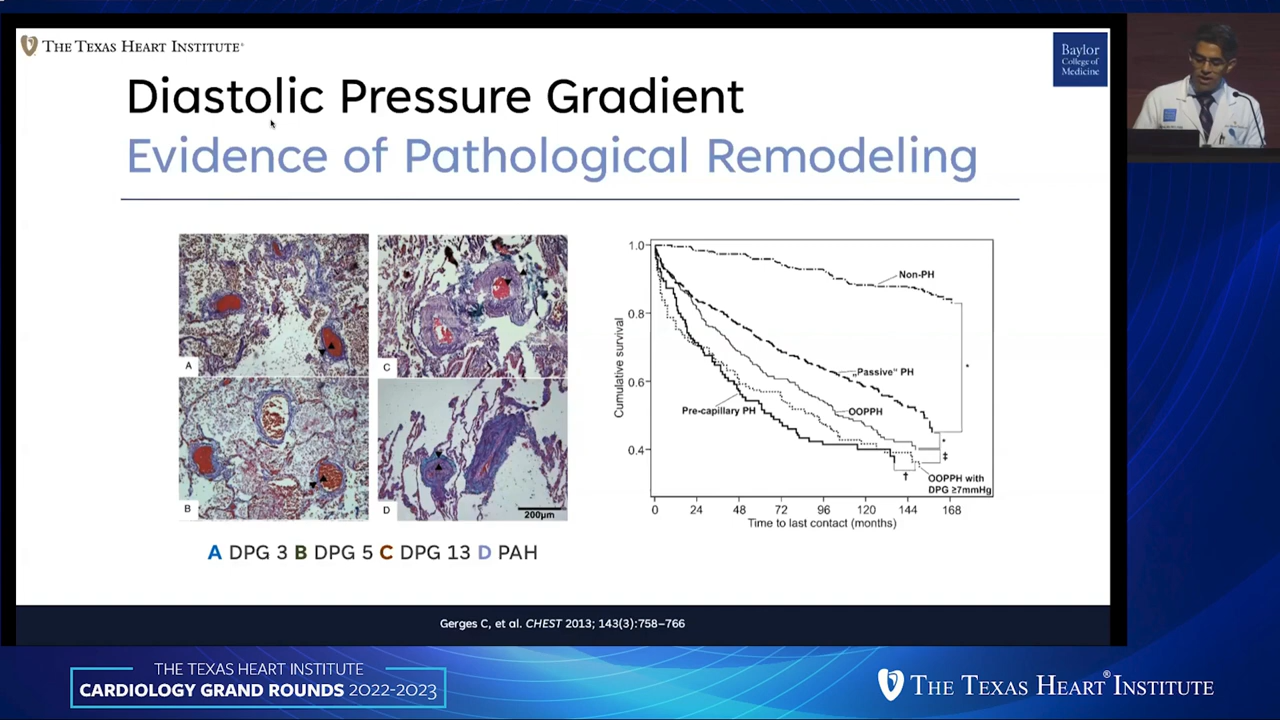 THE TEXAS HEART INSTITUTE®
Baylor
College of
Medicine
Diastolic Pressure Gradient
Evidence of Pathological Remodeling
A
C
B
D
200µm
A DPG 3 B DPG 5 C DPG 13 D PAH
Cumulative survival
1.0
0.8
0.6
0.4
Non-PH
*
„Passive“ PH
OOPPH
Pre-capillary PH
*
‡
†
OOPPH with
DPG ≥7mmHg
0 24 48 72 96 120 144 168
Time to last contact (months)
Gerges C, et al. CHEST 2013; 143(3):758–766
THE TEXAS HEART INSTITUTE
CARDIOLOGY GRAND ROUNDS 2022-2023
THE TEXAS HEART® INSTITUTE